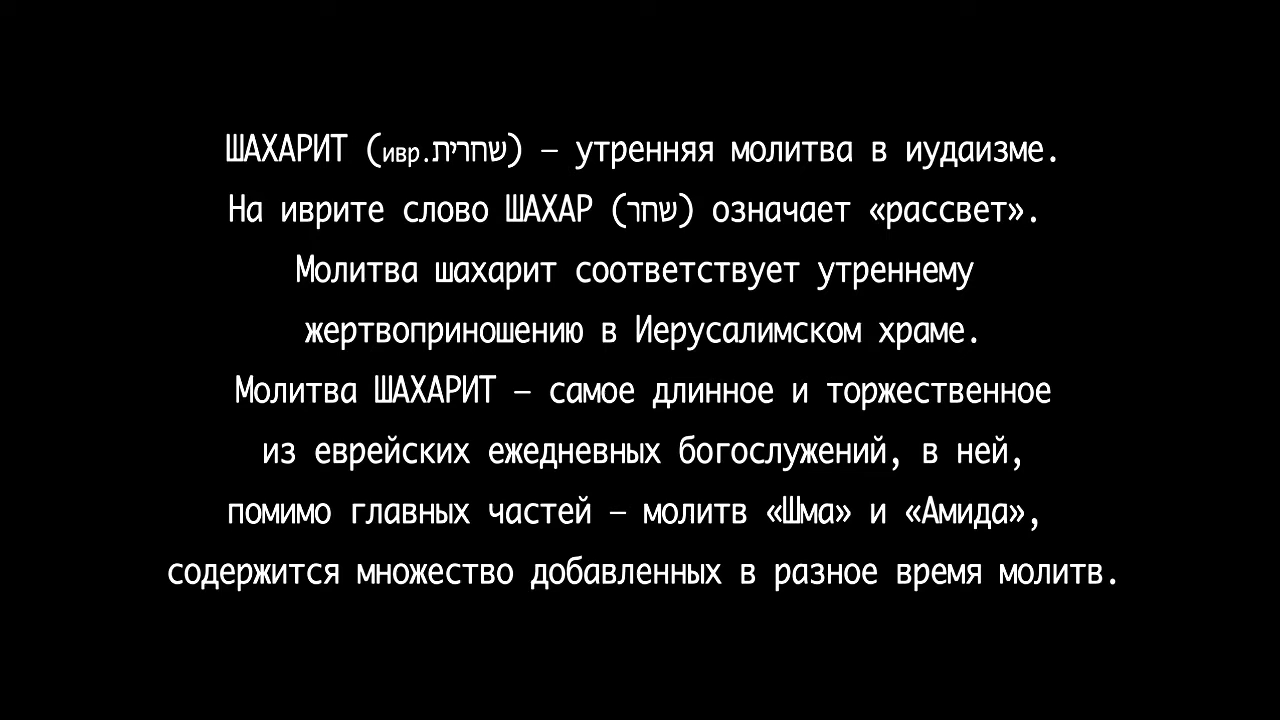 ШАХАРИТ (ивр.שחרית) – утренняя молитва в иудаизме.
На иврите слово ШАХАР (שחר) означает «рассвет».
Молитва шахарит соответствует утреннему
жертвоприношению в Иерусалимском храме.
Молитва ШАХАРИТ – самое длинное и торжественное
из еврейских ежедневных богослужений, в ней,
помимо главных частей – молитв «Шма» и «Амида»,
содержится множество добавленных в разное время молитв.